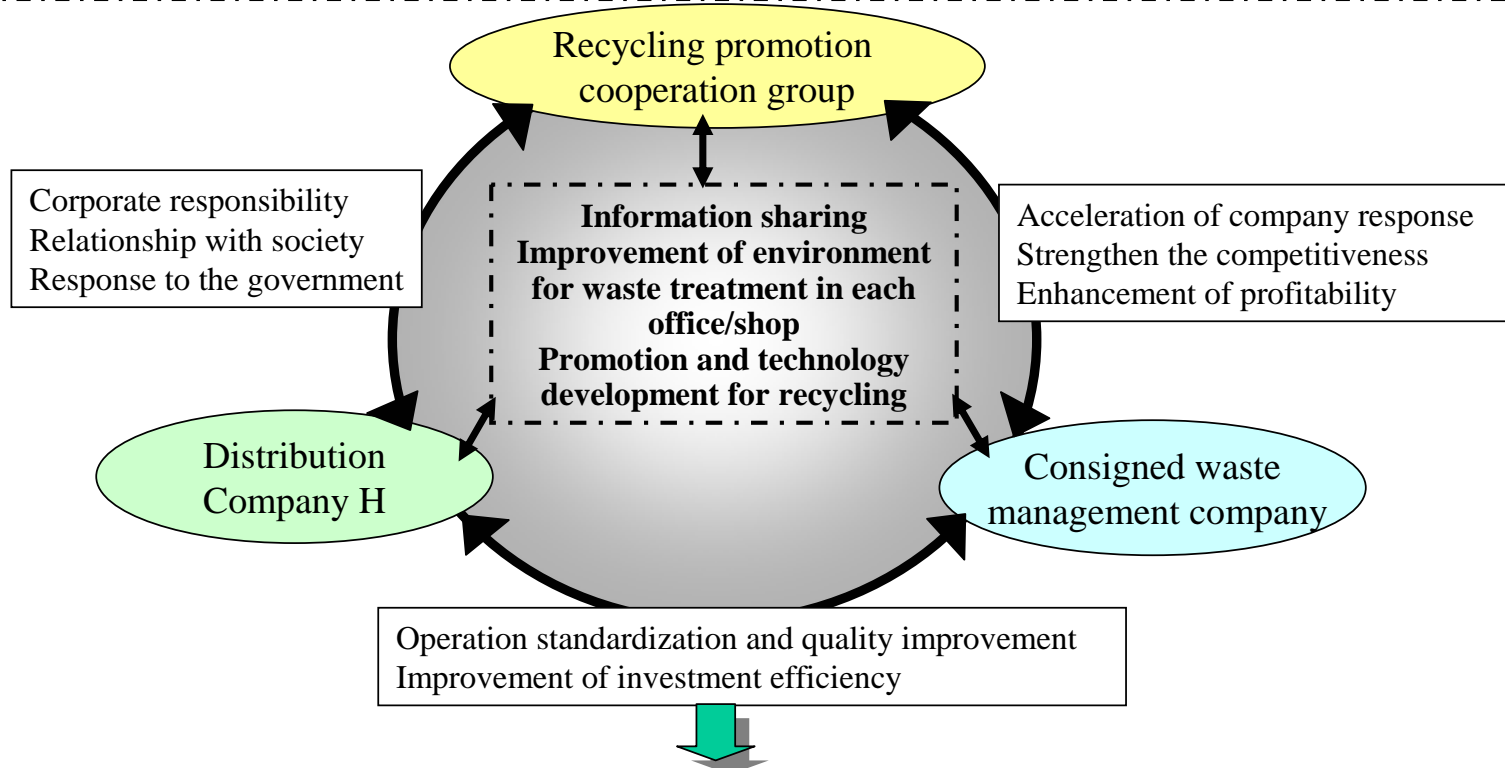 Recycling promotion
cooperation group
Corporate responsibility
Relationship with society
Response to the government
Information sharing
Improvement of environment
for waste treatment in each
office/shop
Promotion and technology
development for recycling
Acceleration of company response
Strengthen the competitiveness
Enhancement of profitability
Distribution
Company H
Consigned waste
management company
Operation standardization and quality improvement
Improvement of investment efficiency